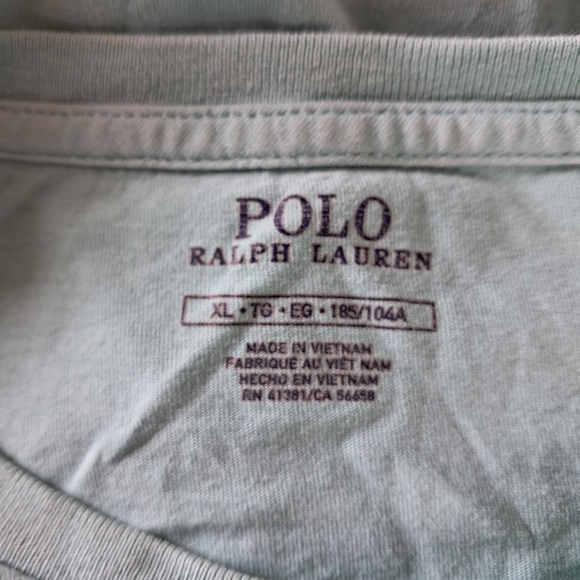 POLO
RALPH LAUREN
XL • TG • EG • 185/104A
MADE IN VIETNAM
FABRIQUÉ AU VIÊT NAM
HECHO EN VIETNAM
RN 41381/CA 56658